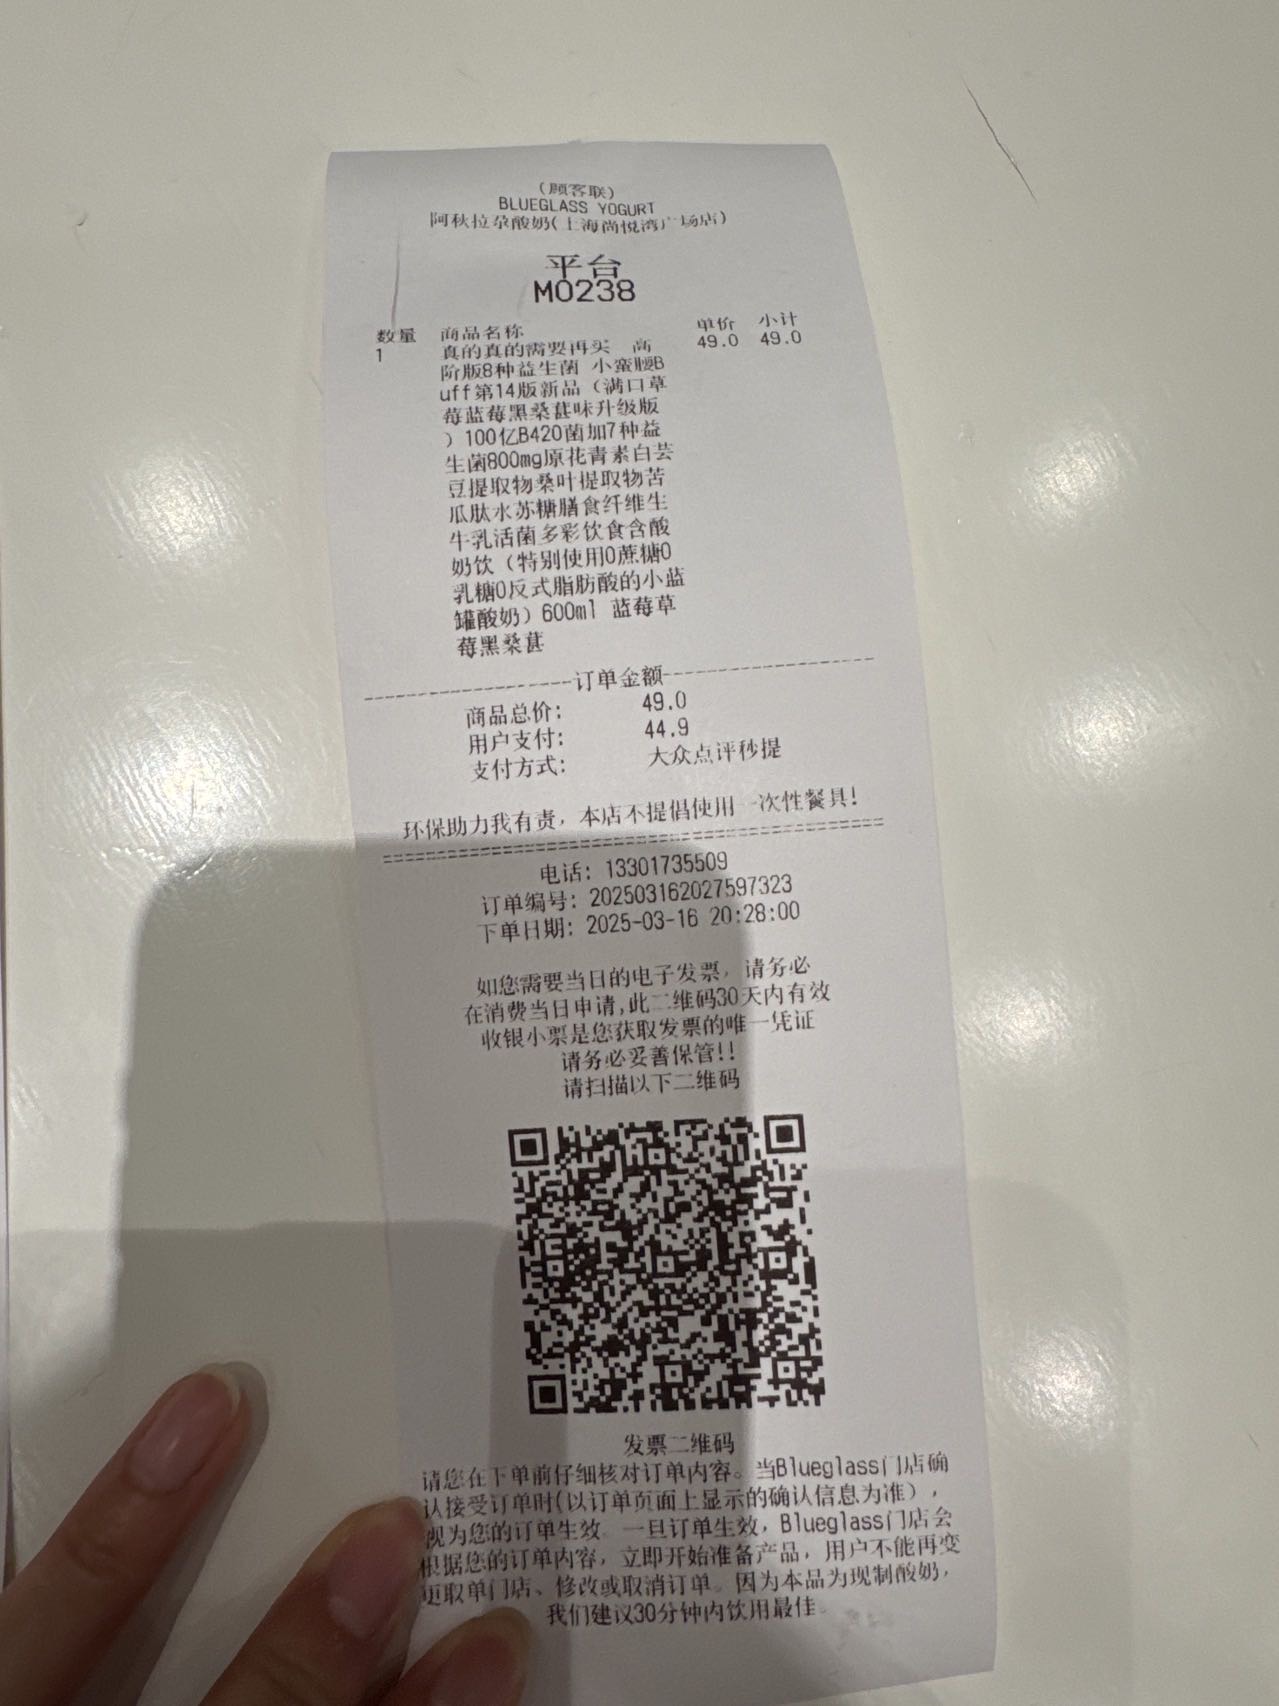 (顾客联)
BLUEGLASS YOGURT
阿秋拉尕酸奶(上海尚悦湾广场店)
平台
M0238
数量 商品名称 单价 小计
1 真的真的需要再买 高 49.0 49.0
阶版8种益生菌 小蛮腰B
uff第14版新品（满口草
莓蓝莓黑桑葚味升级版
）100亿B420菌加7种益
生菌800mg原花青素白芸
豆提取物桑叶提取物苦
瓜肽水苏糖膳食纤维生
牛乳活菌多彩饮食含酸
奶饮（特别使用0蔗糖0
乳糖0反式脂肪酸的小蓝
罐酸奶）600ml 蓝莓草
莓黑桑葚
订单金额
商品总价: 49.0
用户支付: 44.9
支付方式: 大众点评秒提
环保助力我有责，本店不提倡使用一次性餐具!
电话: 13301735509
订单编号: 202503162027597323
下单日期: 2025-03-16 20:28:00
如您需要当日的电子发票，请务必
在消费当日申请,此二维码30天内有效
收银小票是您获取发票的唯一凭证
请务必妥善保管!!
请扫描以下二维码
发票二维码
请您在下单前仔细核对订单内容。当Blueglass门店确
认接受订单时(以订单页面上显示的确认信息为准)，
视为您的订单生效。一旦订单生效，Blueglass门店会
根据您的订单内容，立即开始准备产品，用户不能再变
更取单门店、修改或取消订单。因为本品为现制酸奶，
我们建议30分钟内饮用最佳。